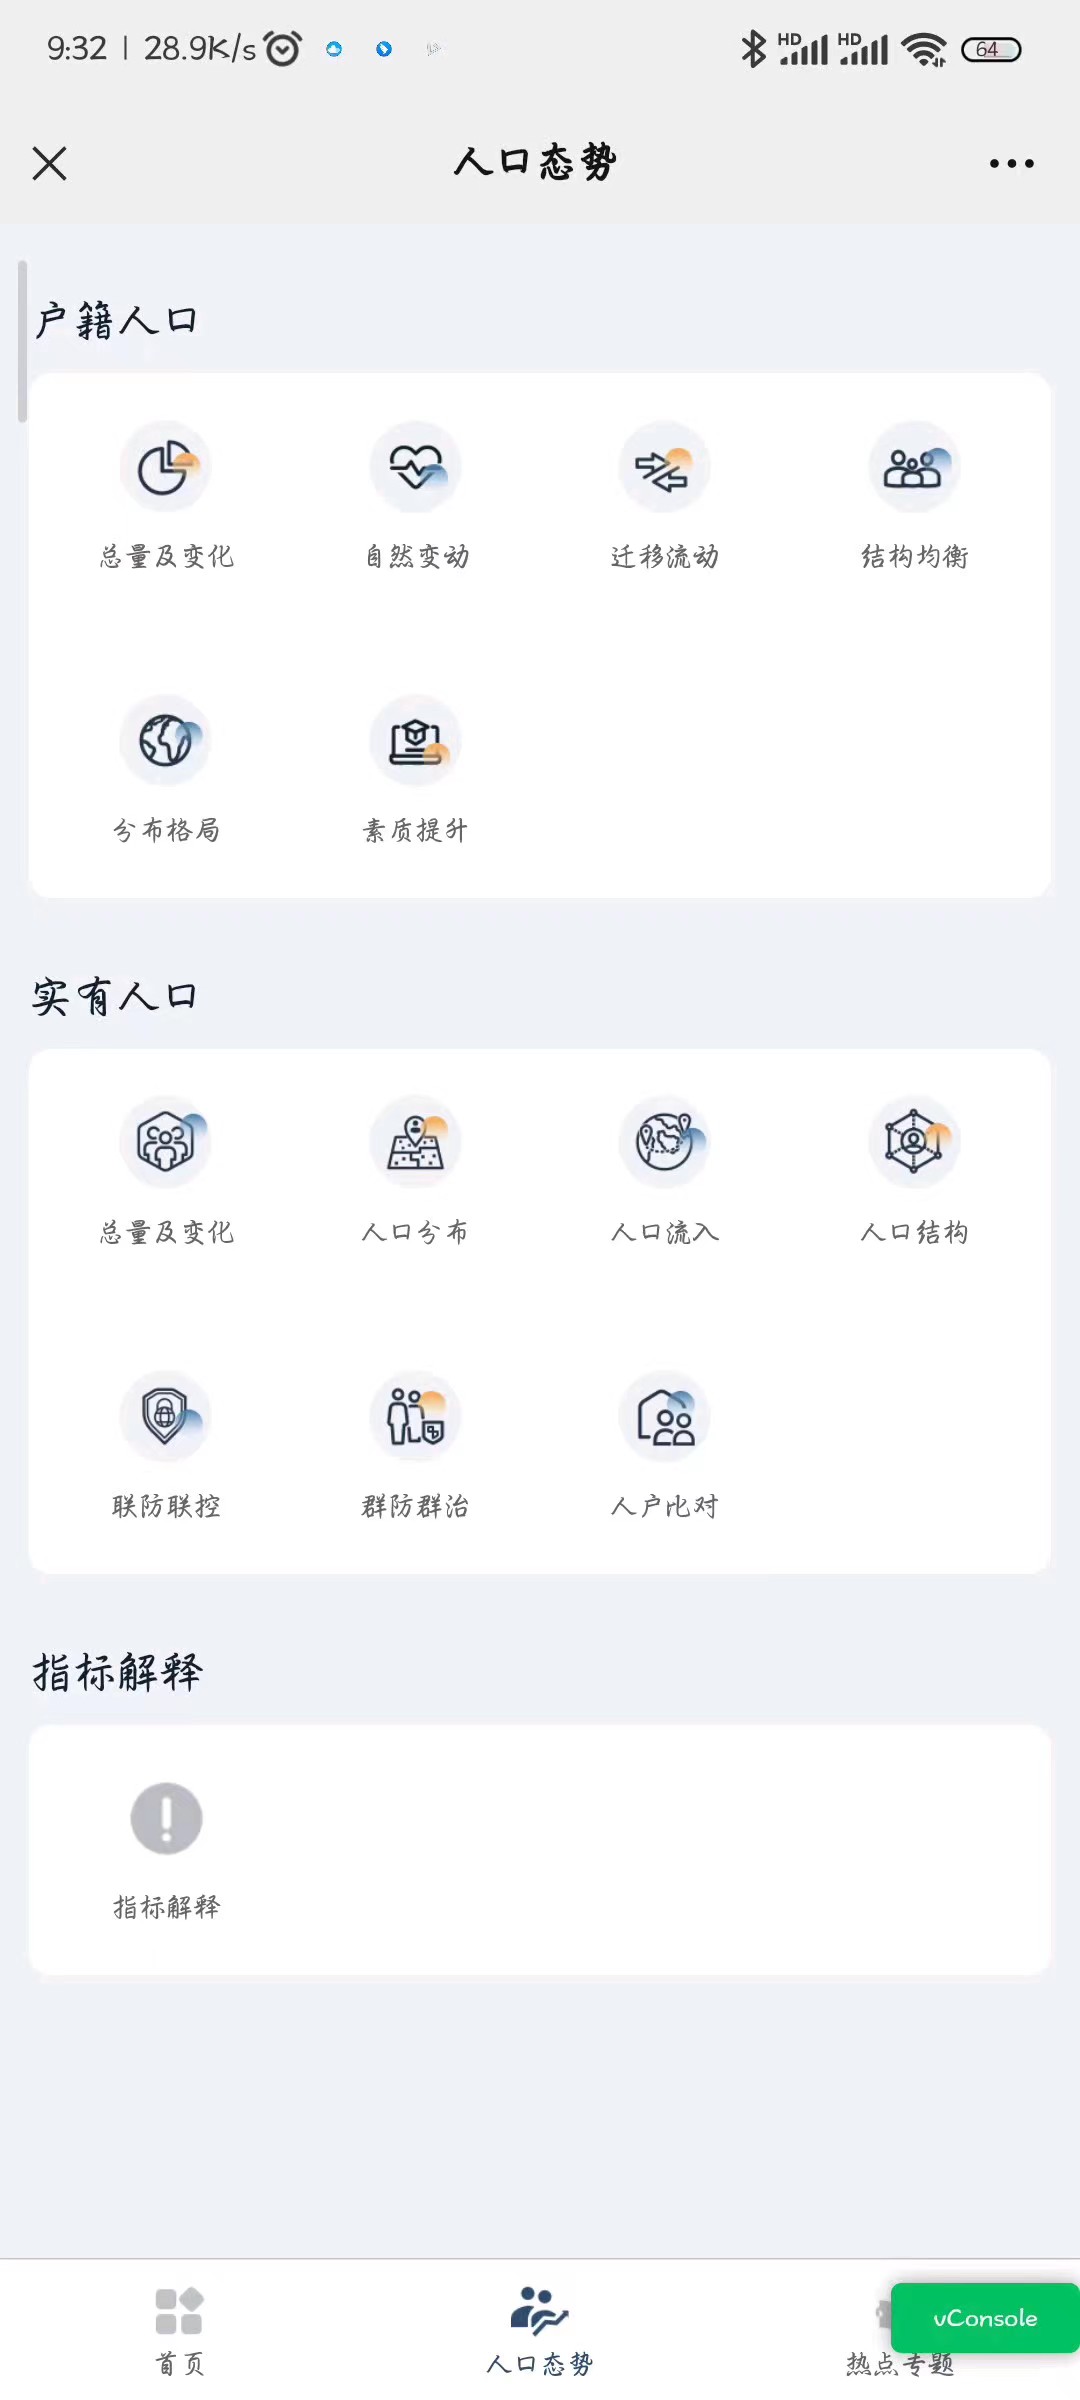 9:32 | 28.9K/s HD HD 64
人口态势
户籍人口
总量及变化 自然变动 迁移流动 结构均衡
分布格局 素质提升
实有人口
总量及变化 人口分布 人口流入 人口结构
联防联控 群防群治 人户比对
指标解释
指标解释
vConsole
首页 人口态势 热点专题